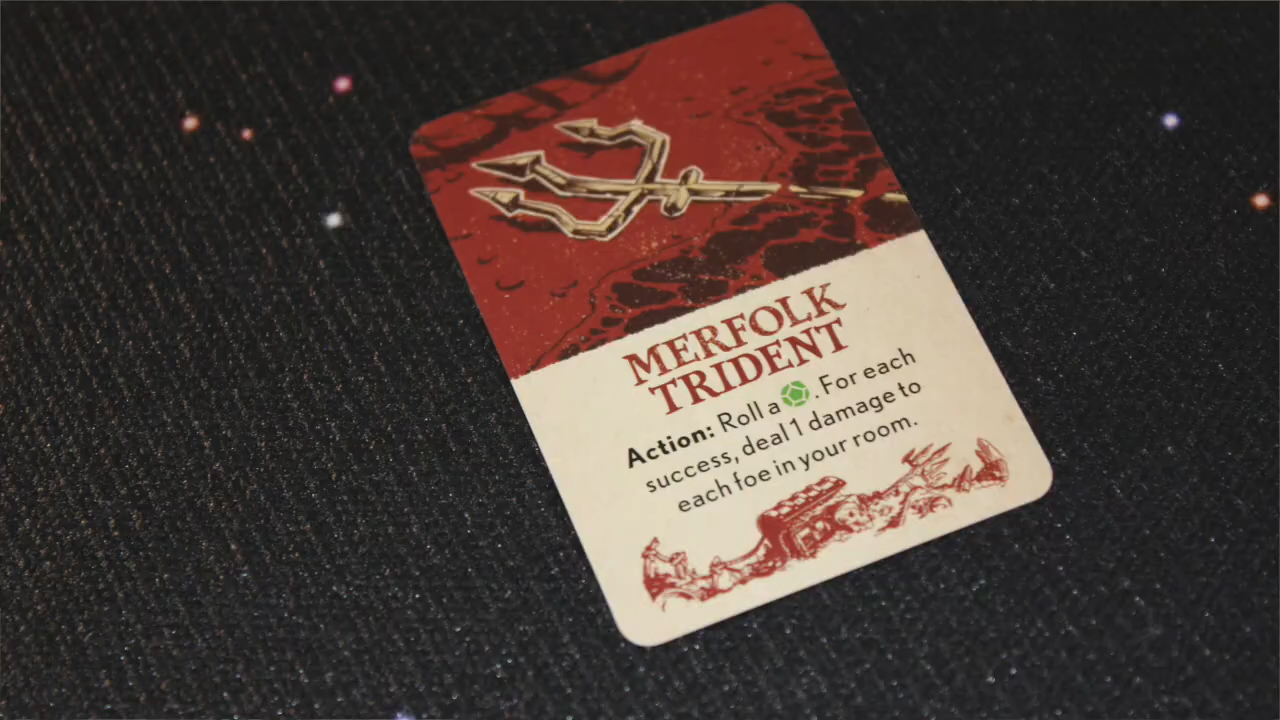 MERFOLK
TRIDENT
Action: Roll a . For each
success, deal 1 damage to
each foe in your room.